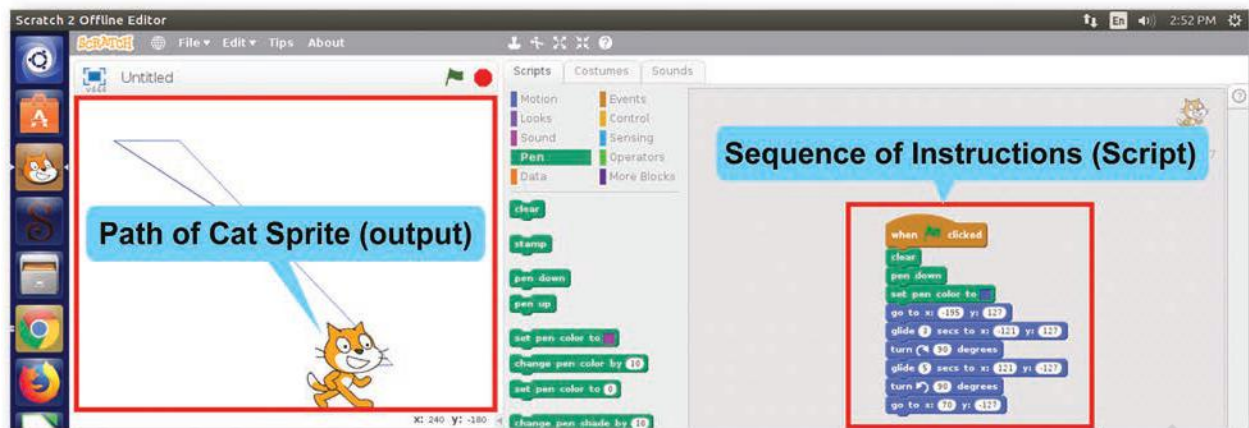 Scratch 2 Offline Editor
En
2:52 PM
SCRATCH File Edit Tips About
Untitled
v461
Scripts Costumes Sounds
Motion Events
Looks Control
Sound Sensing
Pen Operators
Data More Blocks
Path of Cat Sprite (output)
X: 240 y: -180
clear
stamp
pen down
pen up
set pen color to
change pen color by 10
set pen color to 0
change pen shade by 10
Sequence of Instructions (Script)
when clicked
clear
pen down
set pen color to
go to x: -195 y: 127
glide 1 secs to x: -121 y: 127
turn 90 degrees
glide 5 secs to x: 121 y: -127
turn 90 degrees
go to x: 70 y: -127